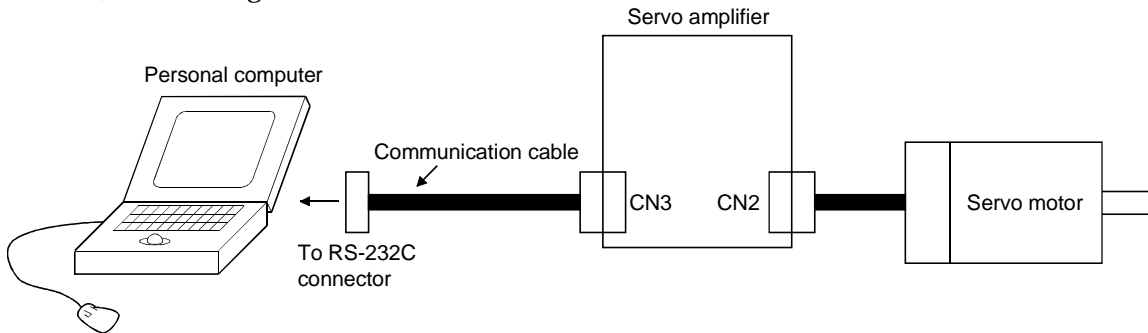 Servo amplifier
Personal computer
Communication cable
CN3
CN2
Servo motor
To RS-232C
connector